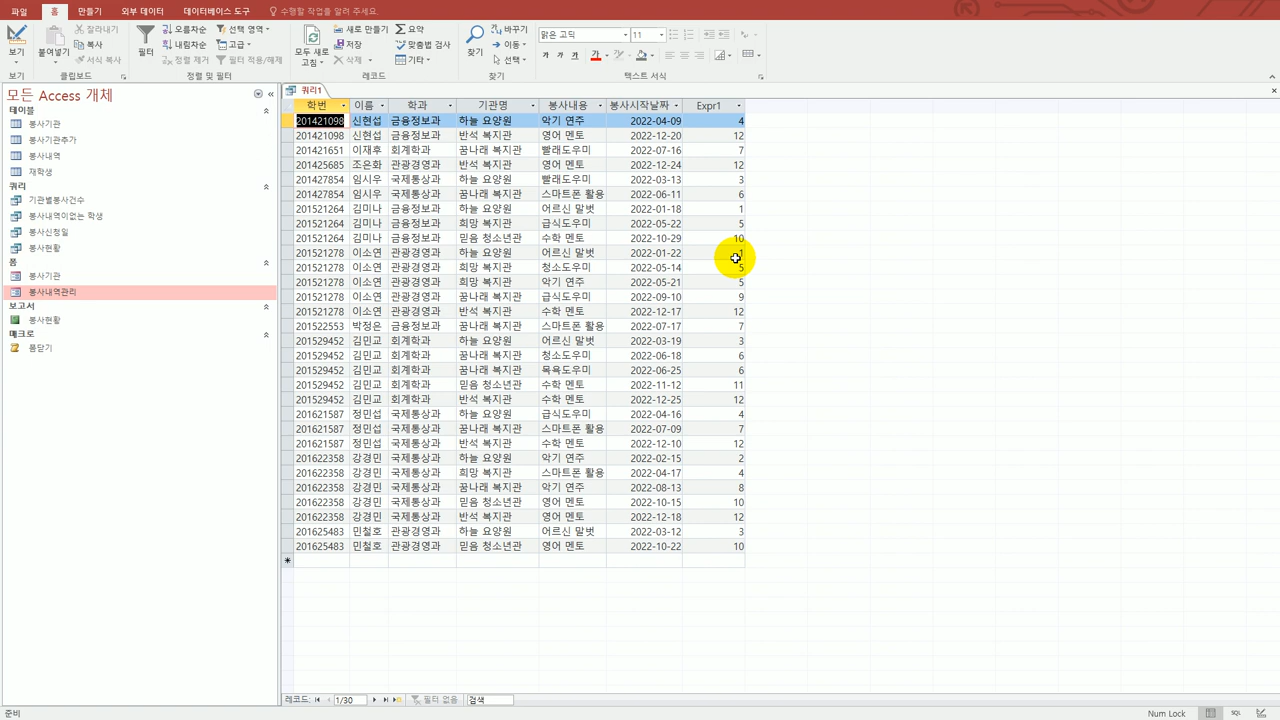 파일 홈 만들기 외부 데이터 데이터베이스 도구 수행할 작업을 알려 주세요.
보기 붙여넣기 잘라내기 복사 서식 복사 필터 오름차순 내림차순 정렬 제거 선택 영역 고급 필터 적용/해제 모두 새로 고침 새로 만들기 저장 삭제 요약 맞춤법 검사 기타 찾기 바꾸기 이동 선택 맑은 고딕 11 가 가 가 가
보기 클립보드 정렬 및 필터 레코드 찾기 텍스트 서식
모든 Access 개체
테이블
봉사기관
봉사기관추가
봉사내역
재학생
쿼리
기관별봉사건수
봉사내역이없는 학생
봉사신청일
봉사현황
폼
봉사기관
봉사내역관리
보고서
봉사현황
매크로
폼닫기
쿼리1
학번 이름 학과 기관명 봉사내용 봉사시작날짜 Expr1
201421098 신현섭 금융정보과 하늘 요양원 악기 연주 2022-04-09 4
201421098 신현섭 금융정보과 반석 복지관 영어 멘토 2022-12-20 12
201421651 이재후 회계학과 꿈나래 복지관 빨래도우미 2022-07-16 7
201425685 조은화 관광경영과 반석 복지관 영어 멘토 2022-12-24 12
201427854 임시우 국제통상과 하늘 요양원 빨래도우미 2022-03-13 3
201427854 임시우 국제통상과 꿈나래 복지관 스마트폰 활용 2022-06-11 6
201521264 김미나 금융정보과 하늘 요양원 어르신 말벗 2022-01-18 1
201521264 김미나 금융정보과 희망 복지관 급식도우미 2022-05-22 5
201521264 김미나 금융정보과 믿음 청소년관 수학 멘토 2022-10-29 10
201521278 이소연 관광경영과 하늘 요양원 어르신 말벗 2022-01-22 1
201521278 이소연 관광경영과 희망 복지관 청소도우미 2022-05-14 5
201521278 이소연 관광경영과 희망 복지관 악기 연주 2022-05-21 5
201521278 이소연 관광경영과 꿈나래 복지관 급식도우미 2022-09-10 9
201521278 이소연 관광경영과 반석 복지관 수학 멘토 2022-12-17 12
201522553 박정은 금융정보과 꿈나래 복지관 스마트폰 활용 2022-07-17 7
201529452 김민교 회계학과 하늘 요양원 어르신 말벗 2022-03-19 3
201529452 김민교 회계학과 꿈나래 복지관 청소도우미 2022-06-18 6
201529452 김민교 회계학과 꿈나래 복지관 목욕도우미 2022-06-25 6
201529452 김민교 회계학과 믿음 청소년관 수학 멘토 2022-11-12 11
201529452 김민교 회계학과 반석 복지관 수학 멘토 2022-12-25 12
201621587 정민섭 국제통상과 하늘 요양원 급식도우미 2022-04-16 4
201621587 정민섭 국제통상과 꿈나래 복지관 스마트폰 활용 2022-07-09 7
201621587 정민섭 국제통상과 반석 복지관 수학 멘토 2022-12-10 12
201622358 강경민 국제통상과 하늘 요양원 악기 연주 2022-02-15 2
201622358 강경민 국제통상과 희망 복지관 스마트폰 활용 2022-04-17 4
201622358 강경민 국제통상과 꿈나래 복지관 악기 연주 2022-08-13 8
201622358 강경민 국제통상과 믿음 청소년관 영어 멘토 2022-10-15 10
201622358 강경민 국제통상과 반석 복지관 영어 멘토 2022-12-18 12
201625483 민철호 관광경영과 하늘 요양원 어르신 말벗 2022-03-12 3
201625483 민철호 관광경영과 믿음 청소년관 영어 멘토 2022-10-22 10
레코드: 1/30 필터 없음 검색
준비 Num Lock SQL